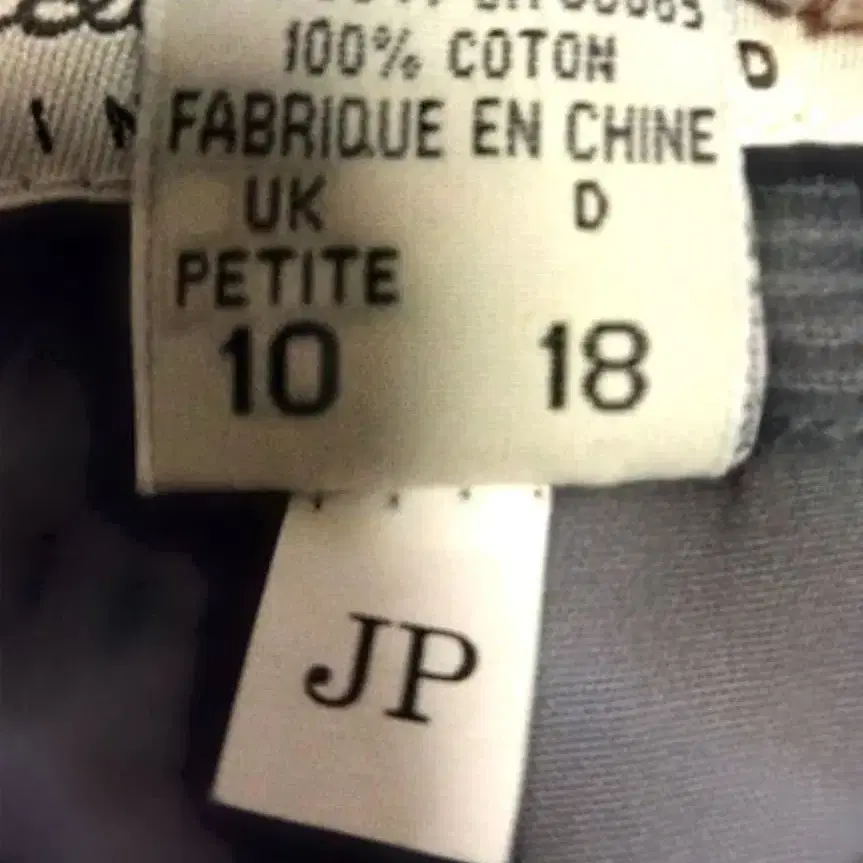 100% COTON
FABRIQUE EN CHINE
UK D
PETITE
10 18
JP